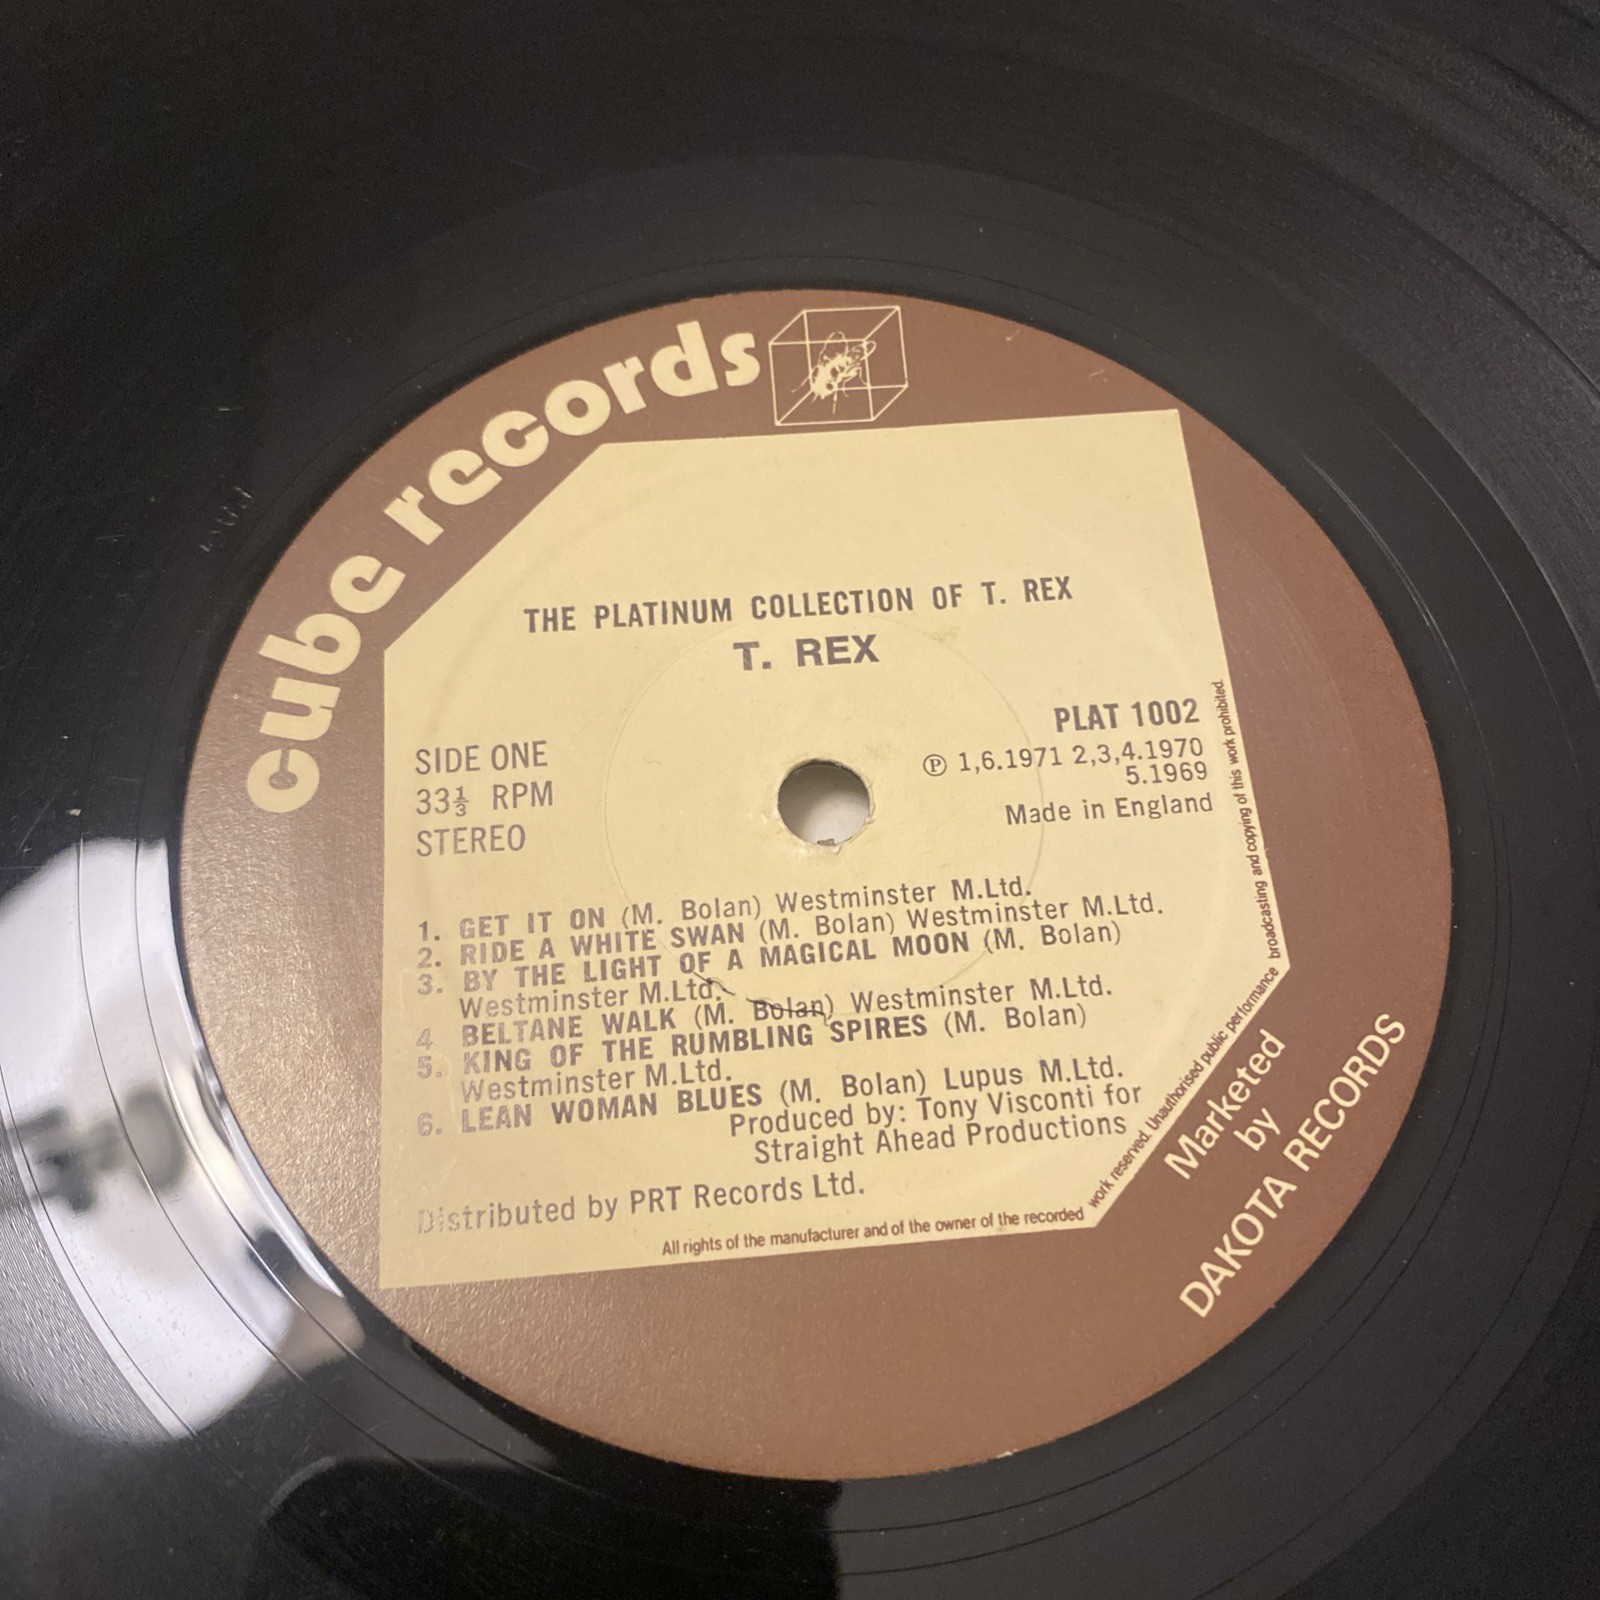 cube records
THE PLATINUM COLLECTION OF T. REX
T. REX
PLAT 1002
SIDE ONE
33⅓ RPM
STEREO
℗ 1,6.1971 2,3,4.1970
5.1969
Made in England
1. GET IT ON (M. Bolan) Westminster M.Ltd.
2. RIDE A WHITE SWAN (M. Bolan) Westminster M.Ltd.
3. BY THE LIGHT OF A MAGICAL MOON (M. Bolan)
Westminster M.Ltd.
4 BELTANE WALK (M. Bolan) Westminster M.Ltd.
5. KING OF THE RUMBLING SPIRES (M. Bolan)
Westminster M.Ltd.
6. LEAN WOMAN BLUES (M. Bolan) Lupus M.Ltd.
Produced by: Tony Visconti for
Straight Ahead Productions
Distributed by PRT Records Ltd.
All rights of the manufacturer and of the owner of the recorded work reserved. Unauthorised public performance broadcasting and copying of this work prohibited.
Marketed
by
DAKOTA RECORDS